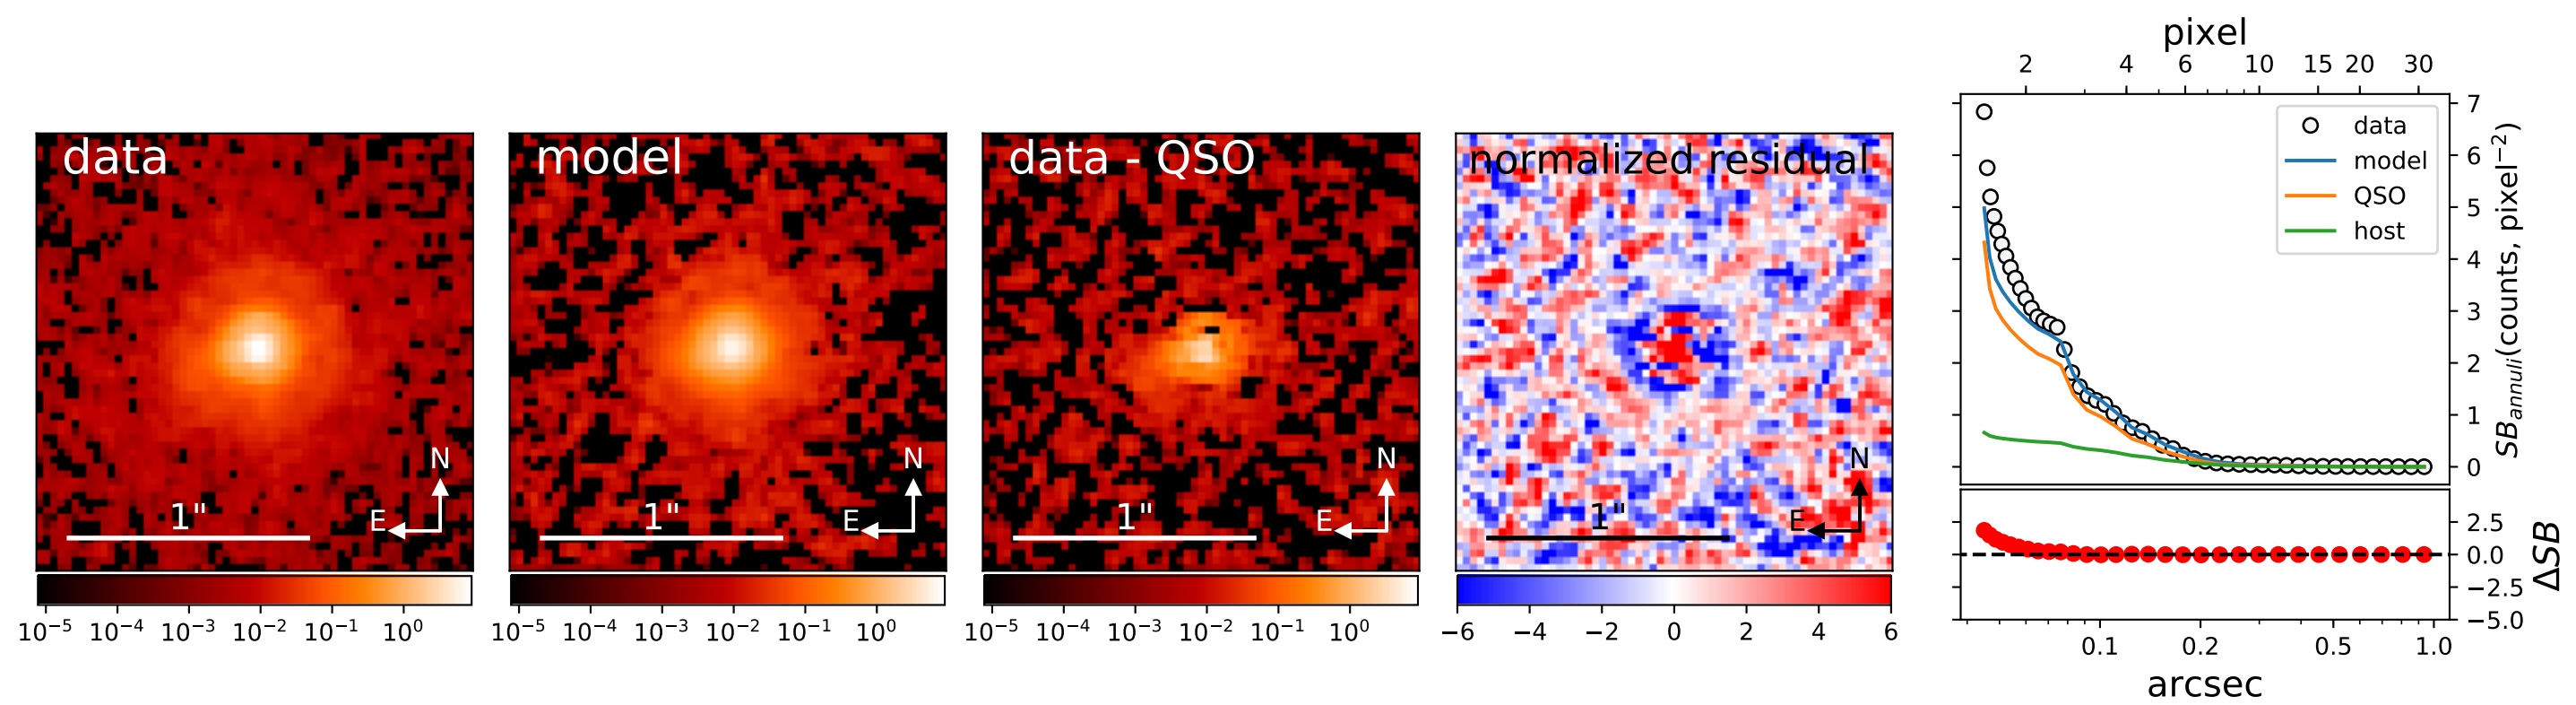 data
1"
N
E
10⁻⁵ 10⁻⁴ 10⁻³ 10⁻² 10⁻¹ 10⁰
model
1"
N
E
10⁻⁵ 10⁻⁴ 10⁻³ 10⁻² 10⁻¹ 10⁰
data - QSO
1"
N
E
10⁻⁵ 10⁻⁴ 10⁻³ 10⁻² 10⁻¹ 10⁰
normalized residual
1"
N
E
−6 −4 −2 0 2 4 6
pixel
2 4 6 10 15 20 30
data
model
QSO
host
7
6
5
4
3
2
1
0
SB_annuli(counts, pixel⁻²)
2.5
0.0
−2.5
−5.0
ΔSB
0.1 0.2 0.5 1.0
arcsec